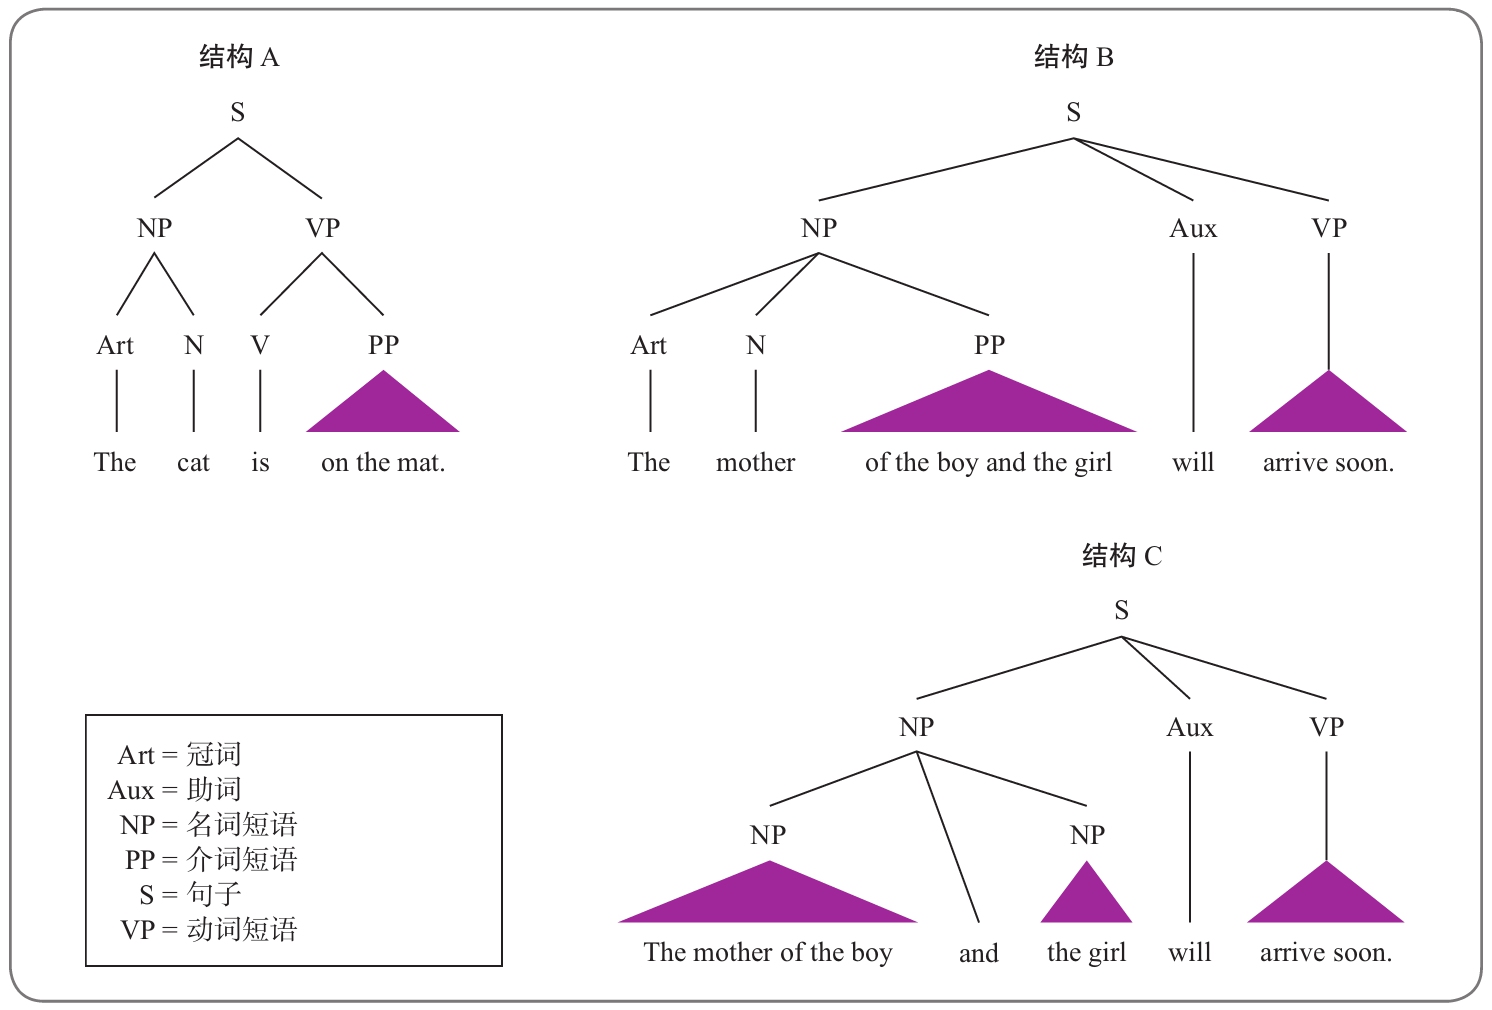 结构 A
S
NP VP
Art N V PP
The cat is on the mat.
结构 B
S
NP Aux VP
Art N PP
The mother of the boy and the girl will arrive soon.
结构 C
S
NP Aux VP
NP NP
The mother of the boy and the girl will arrive soon.
Art = 冠词
Aux = 助词
NP = 名词短语
PP = 介词短语
S = 句子
VP = 动词短语